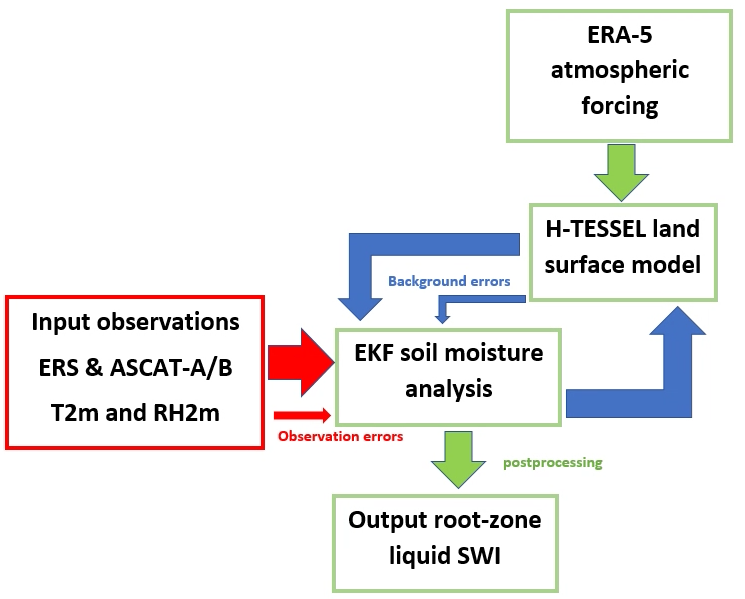 ERA-5
atmospheric
forcing
H-TESSEL land
surface model
Background errors
Input observations
ERS & ASCAT-A/B
T2m and RH2m
EKF soil moisture
analysis
Observation errors
postprocessing
Output root-zone
liquid SWI